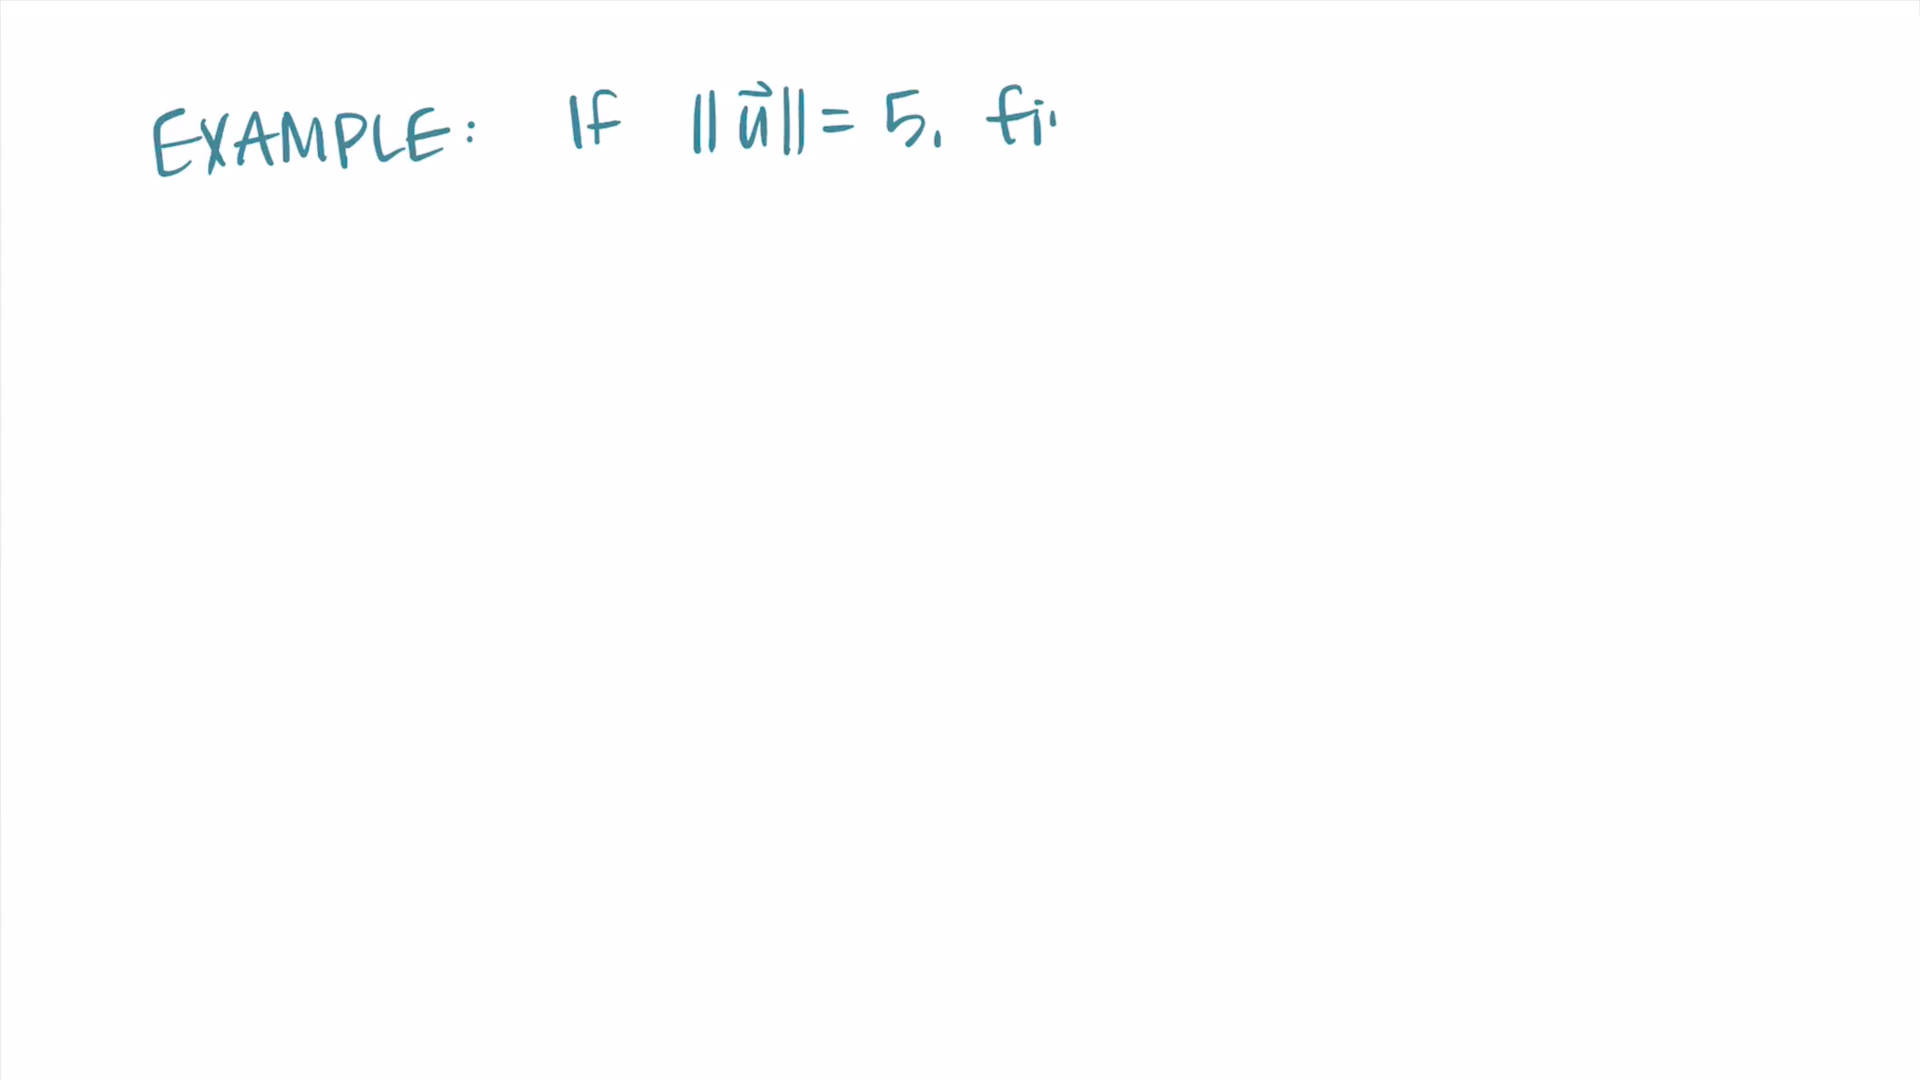 EXAMPLE: If ||u⃗|| = 5, fi